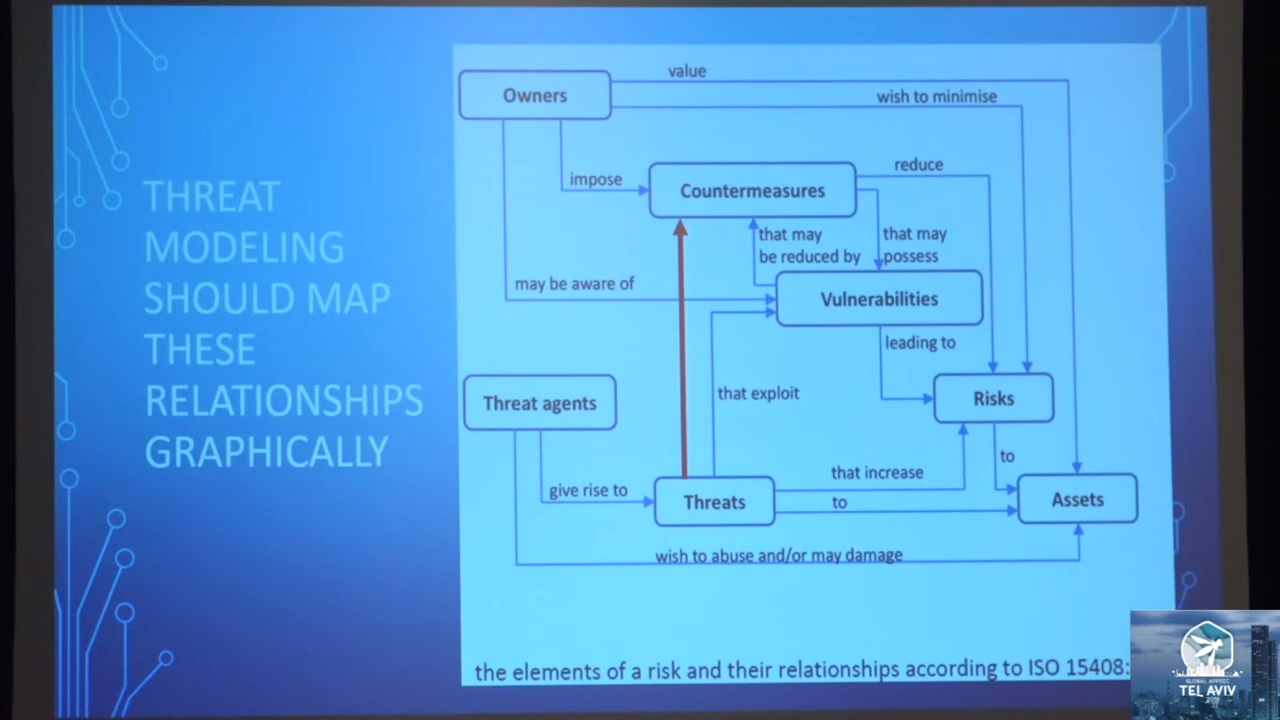 THREAT
MODELING
SHOULD MAP
THESE
RELATIONSHIPS
GRAPHICALLY
value
Owners
wish to minimise
impose
Countermeasures
reduce
that may
be reduced by
that may
possess
may be aware of
Vulnerabilities
leading to
Threat agents
that exploit
Risks
to
give rise to
Threats
that increase
to
Assets
wish to abuse and/or may damage
the elements of a risk and their relationships according to ISO 15408:
GLOBAL APPSEC
TEL AVIV